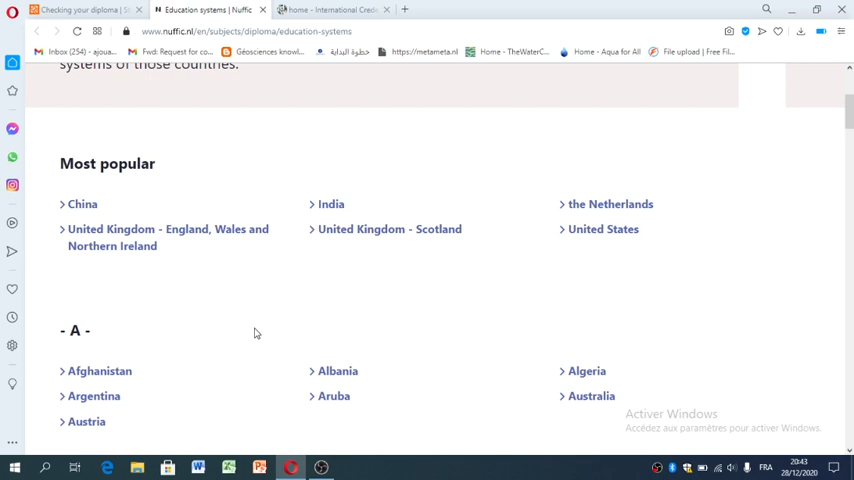 Checking your diploma | St
Education systems | Nuffic
home - International Crede
www.nuffic.nl/en/subjects/diploma/education-systems
Inbox (254) - ajoua...
Fwd: Request for co...
Géosciences knowl...
خطوة البداية
https://metameta.nl
Home - TheWaterC...
Home - Aqua for All
File upload | Free Fil...
systems of those countries.
Most popular
China
India
the Netherlands
United Kingdom - England, Wales and
Northern Ireland
United Kingdom - Scotland
United States
- A -
Afghanistan
Albania
Algeria
Argentina
Aruba
Australia
Austria
Activer Windows
Accédez aux paramètres pour activer Windows.
FRA
20:43
28/12/2020